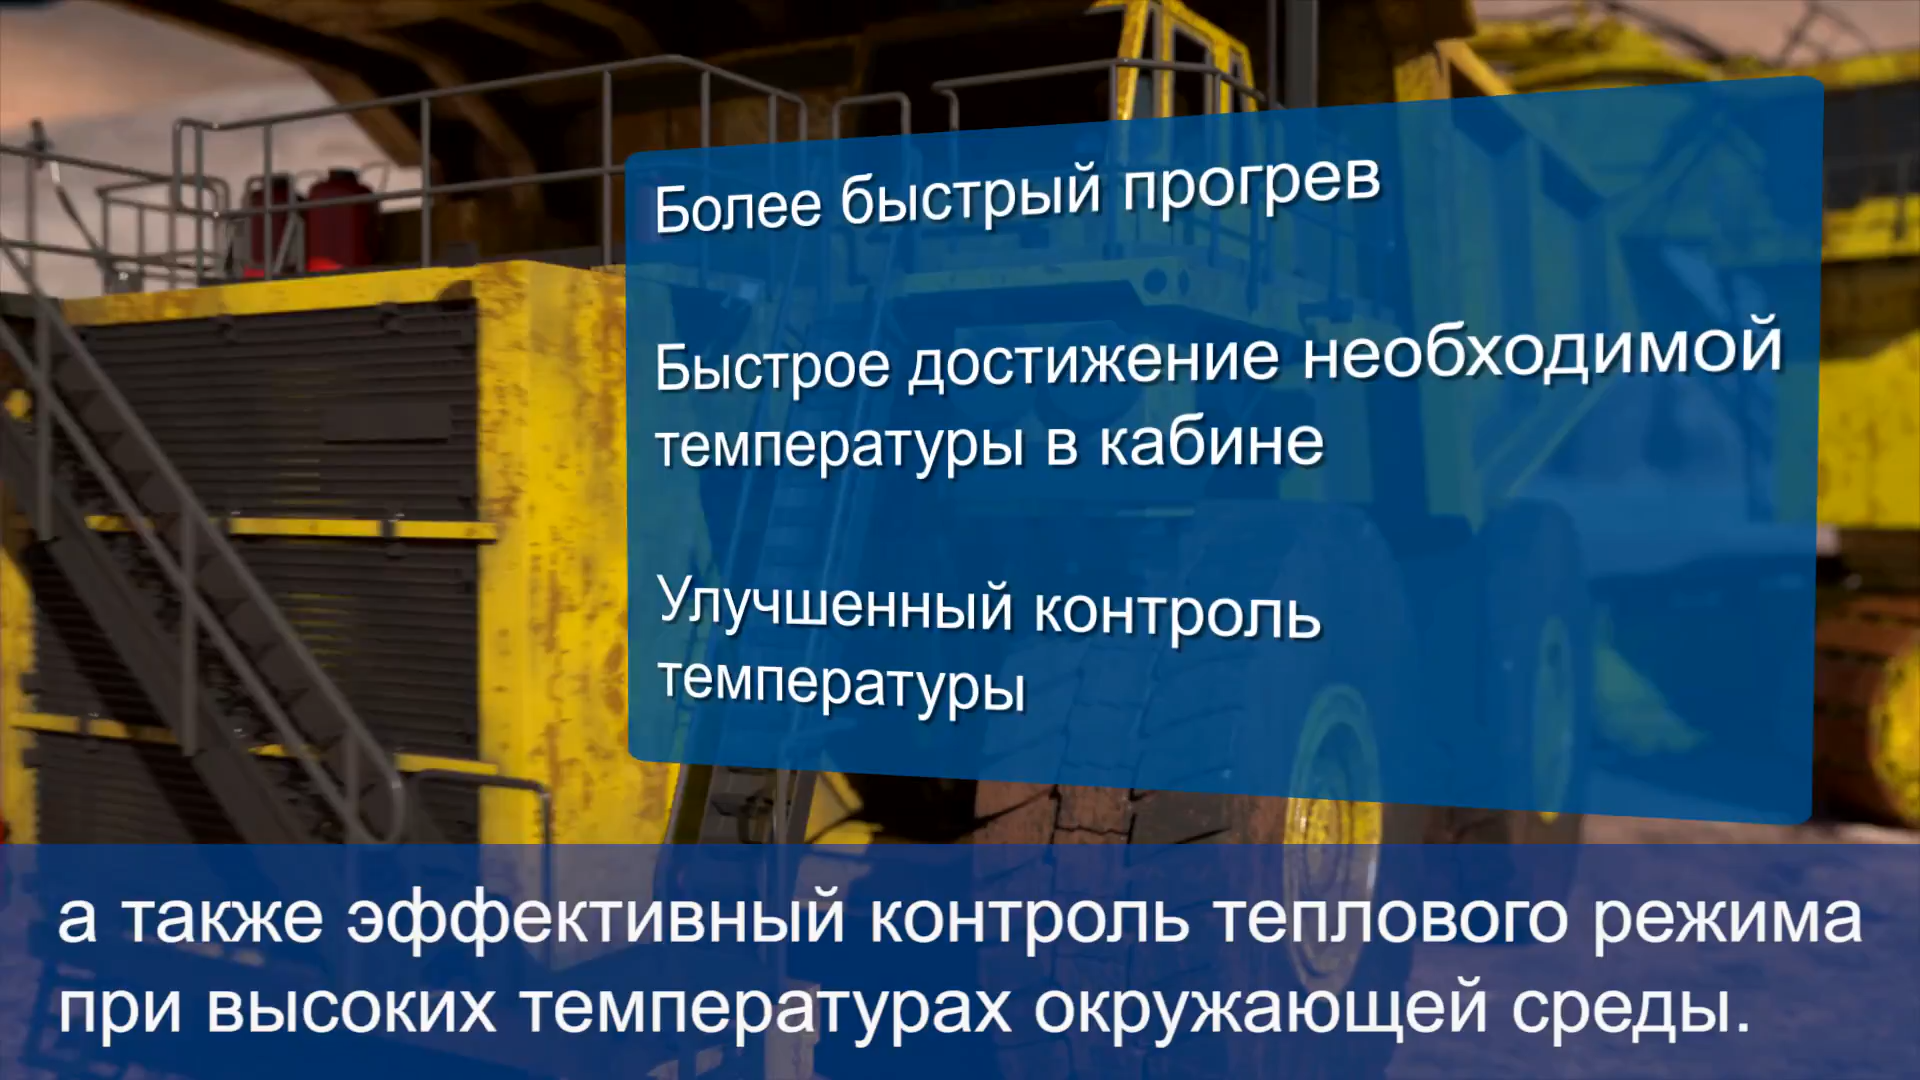 Более быстрый прогрев
Быстрое достижение необходимой
температуры в кабине
Улучшенный контроль
температуры
а также эффективный контроль теплового режима
при высоких температурах окружающей среды.